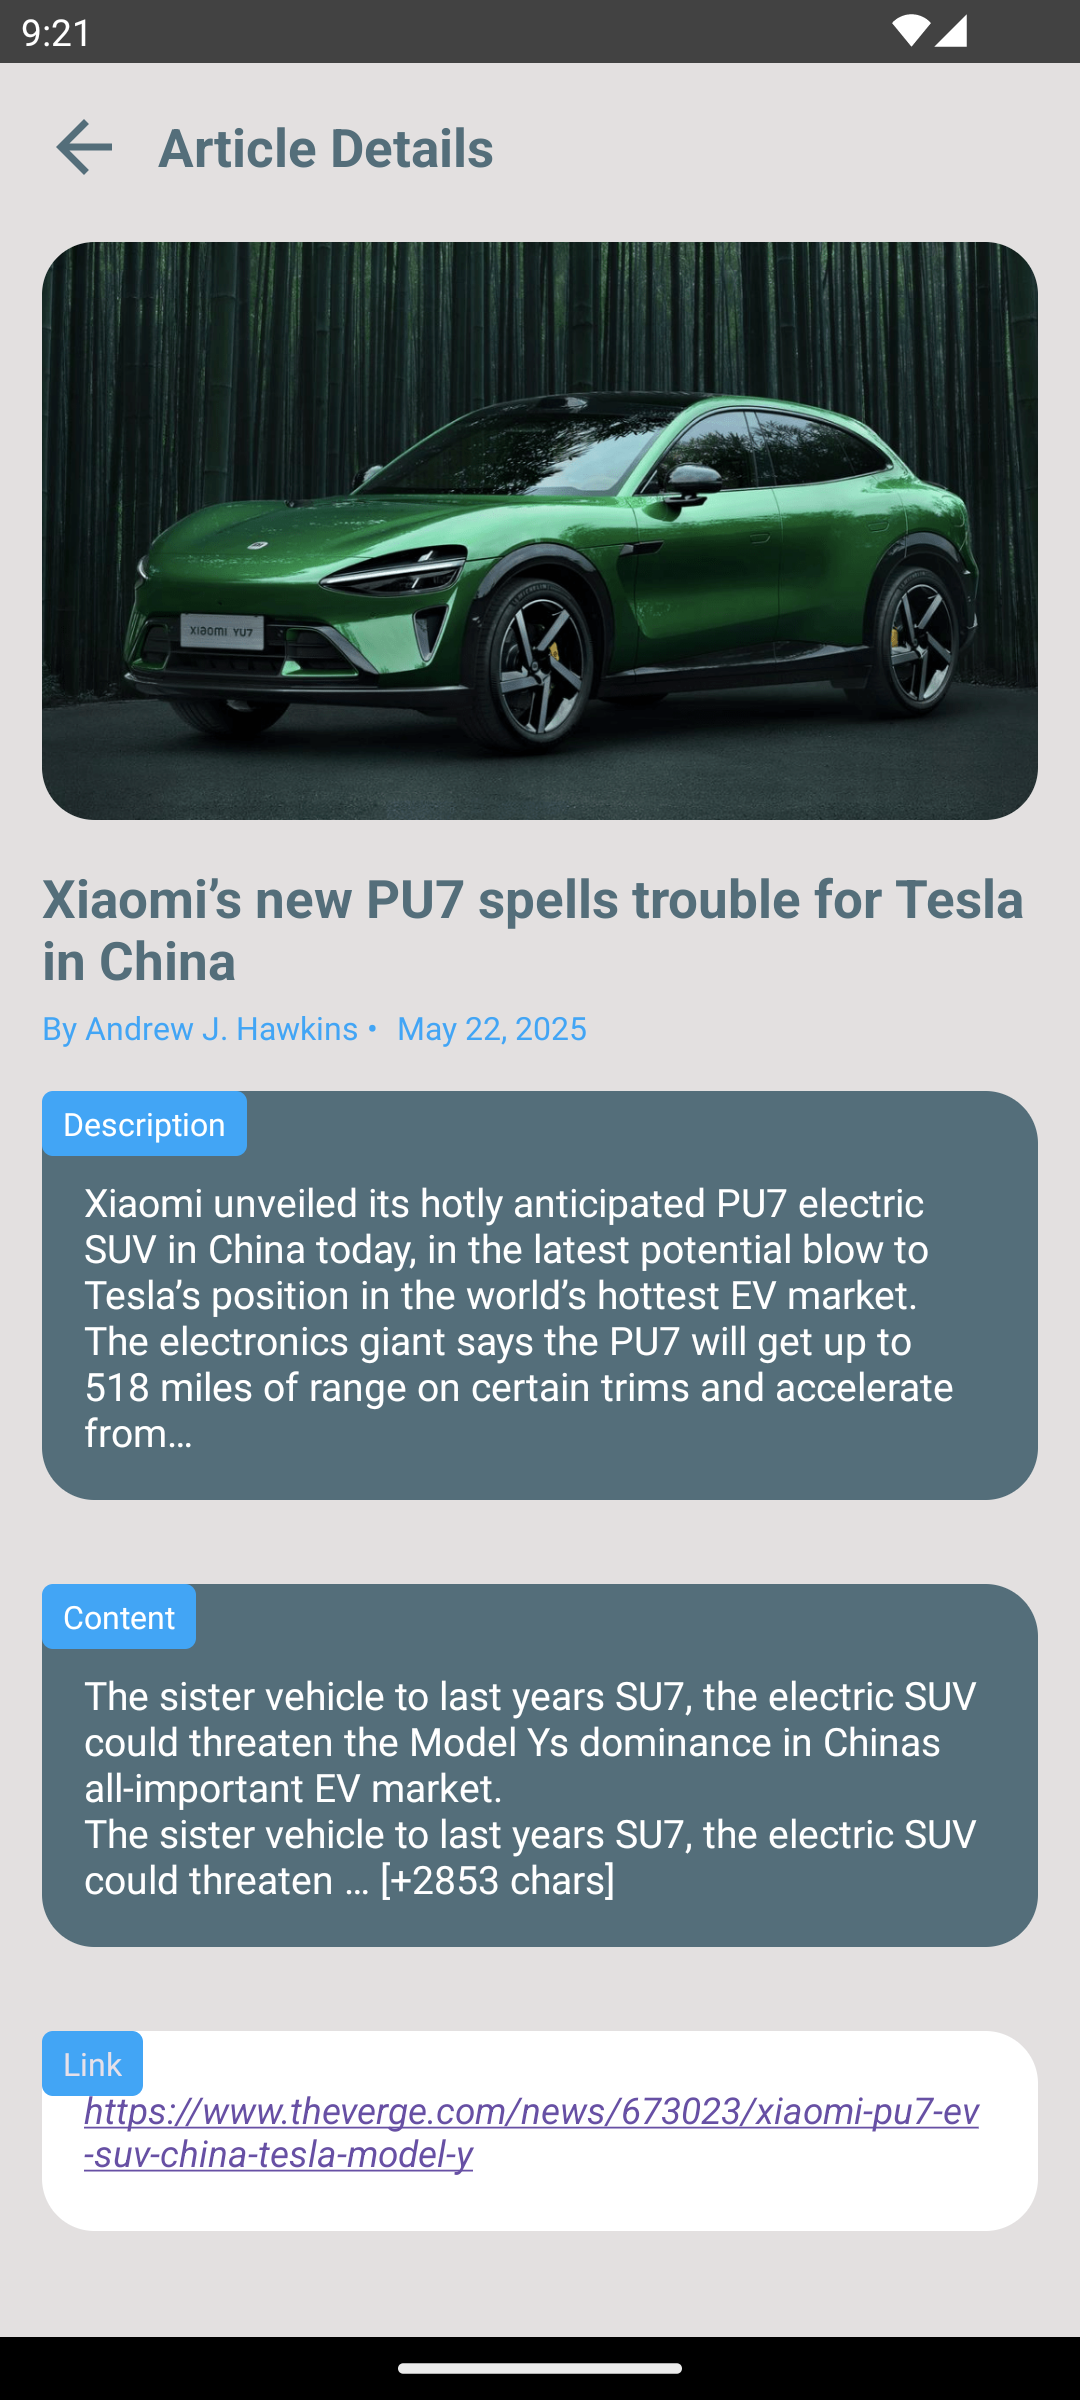 9:21
Article Details
XIAOMI YU7
Xiaomi’s new PU7 spells trouble for Tesla
in China
By Andrew J. Hawkins • May 22, 2025
Description
Xiaomi unveiled its hotly anticipated PU7 electric
SUV in China today, in the latest potential blow to
Tesla’s position in the world’s hottest EV market.
The electronics giant says the PU7 will get up to
518 miles of range on certain trims and accelerate
from…
Content
The sister vehicle to last years SU7, the electric SUV
could threaten the Model Ys dominance in Chinas
all-important EV market.
The sister vehicle to last years SU7, the electric SUV
could threaten … [+2853 chars]
Link
https://www.theverge.com/news/673023/xiaomi-pu7-ev
-suv-china-tesla-model-y